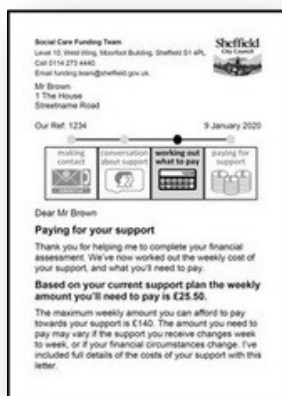 Social Care Funding Team
Level 10, West Wing, Moorfoot Building, Sheffield S1 4PL
Call 0114 273 4440
Email funding.team@sheffield.gov.uk
Sheffield
City Council
Mr Brown
1 The House
Streetname Road
Our Ref: 1234
9 January 2020
making
contact
conversation
about support
working out
what to pay
paying for
support
Dear Mr Brown
Paying for your support
Thank you for helping me to complete your financial
assessment. We've now worked out the weekly cost of
your support, and what you'll need to pay.
Based on your current support plan the weekly
amount you'll need to pay is £25.50.
The maximum weekly amount you can afford to pay
towards your support is £140. The amount you need to
pay may vary if the support you receive changes week
to week, or if your financial circumstances change. I've
included full details of the costs of your support with this
letter.